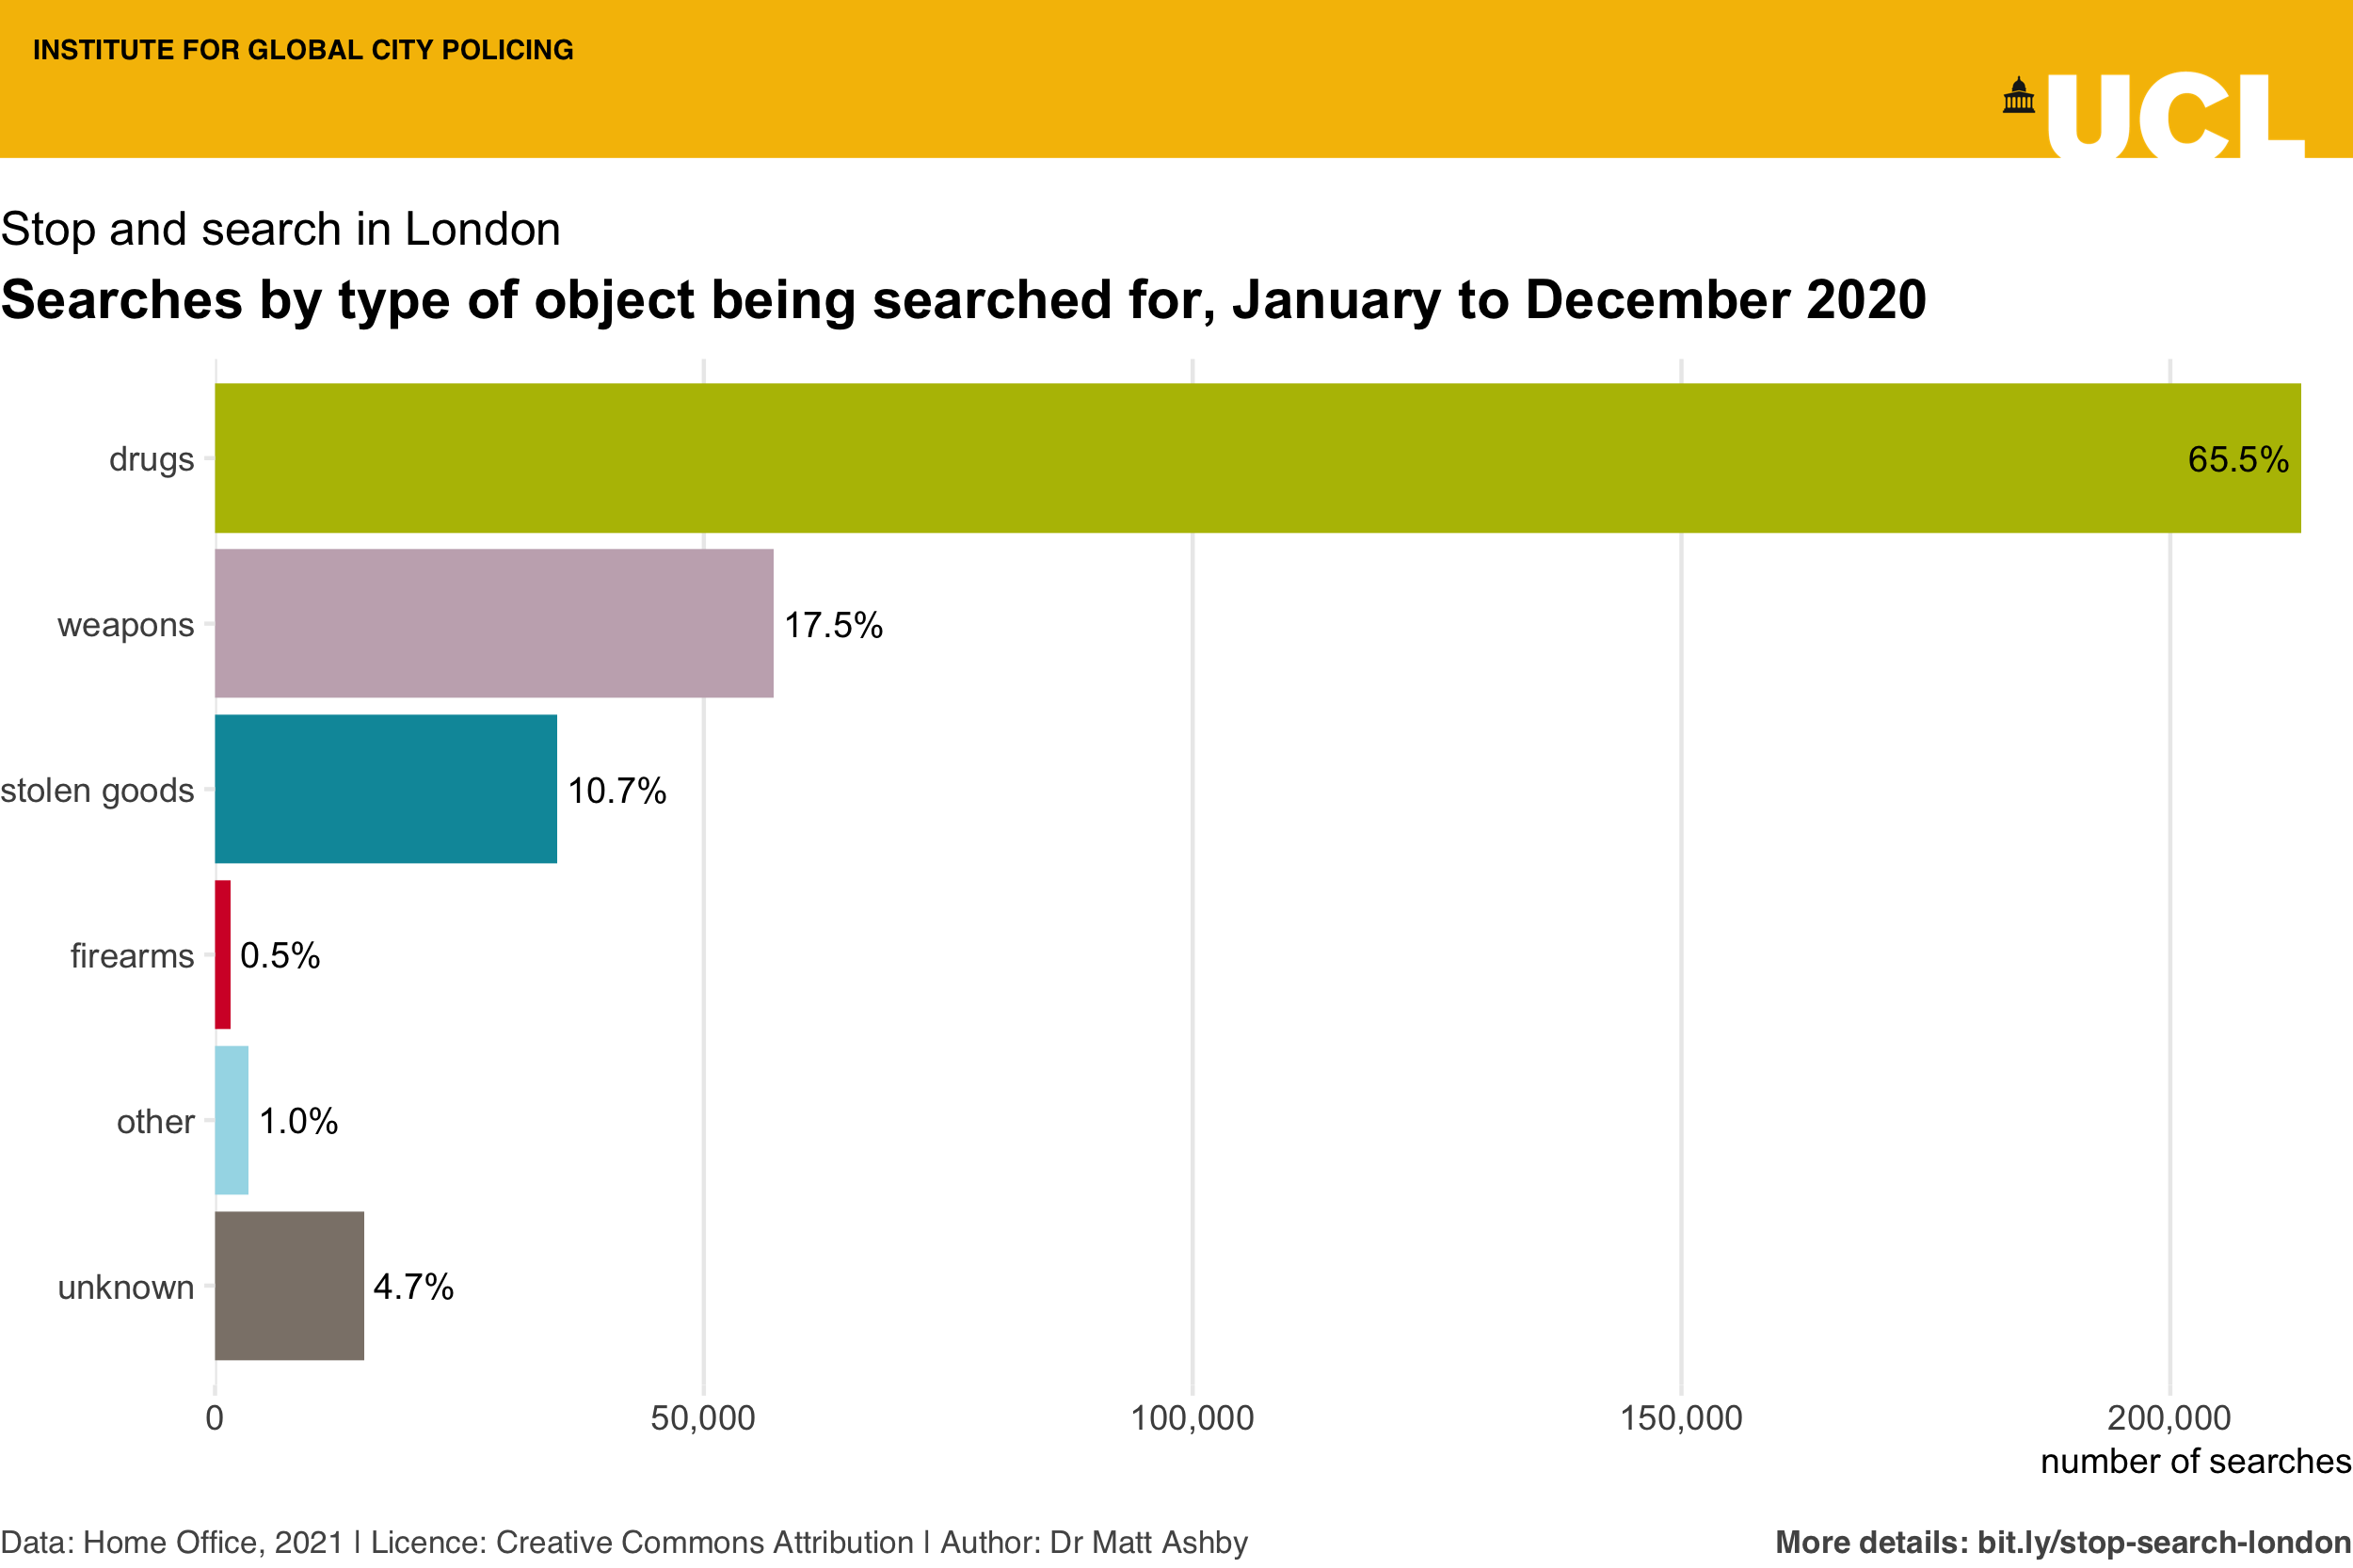 INSTITUTE FOR GLOBAL CITY POLICING
UCL
Stop and search in London
Searches by type of object being searched for, January to December 2020
drugs
65.5%
weapons
17.5%
stolen goods
10.7%
firearms
0.5%
other
1.0%
unknown
4.7%
0 50,000 100,000 150,000 200,000
number of searches
Data: Home Office, 2021 | Licence: Creative Commons Attribution | Author: Dr Matt Ashby
More details: bit.ly/stop-search-london